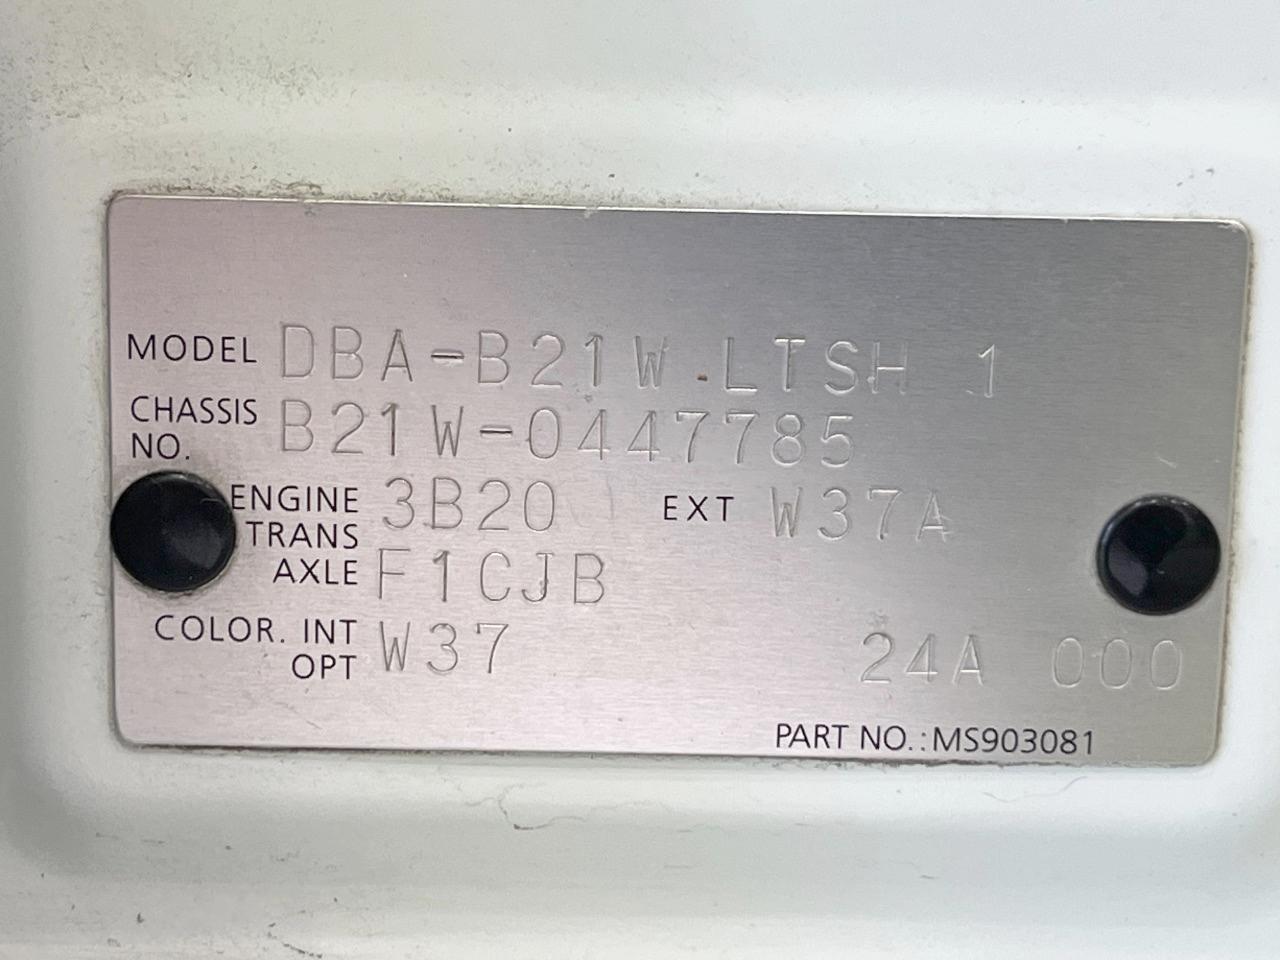 MODEL DBA-B21W LTSH 1
CHASSIS NO. B21W-0447785
ENGINE 3B20 EXT W37A
TRANS AXLE F1CJB
COLOR. INT OPT W37 24A 000
PART NO.:MS903081